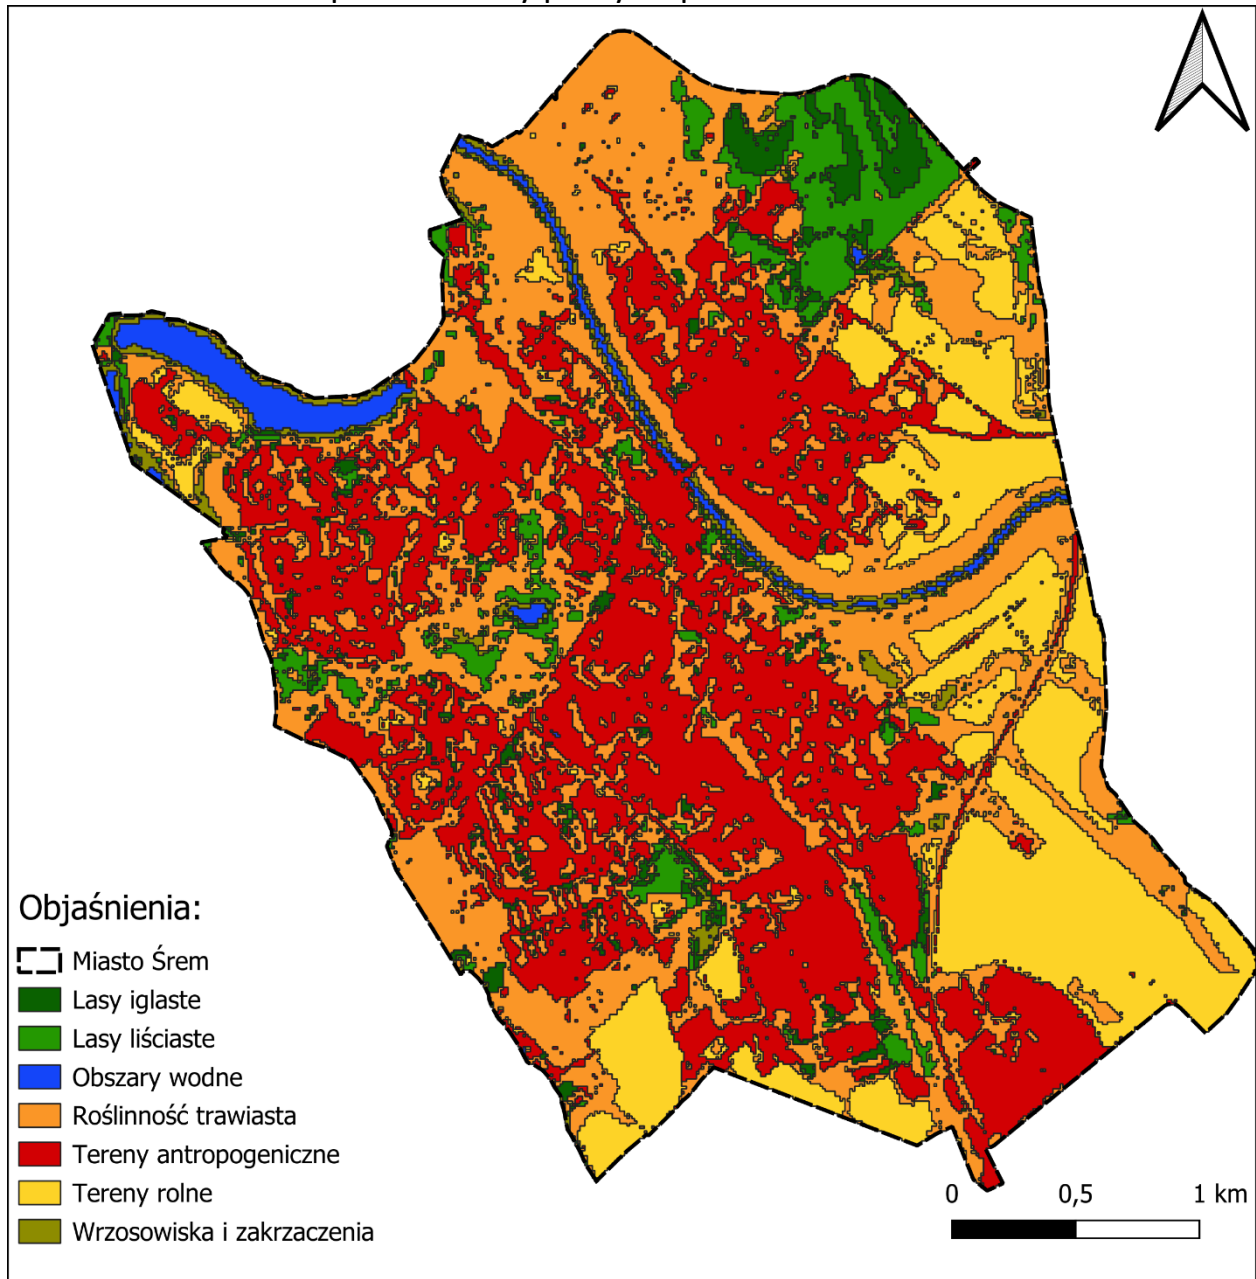 Objaśnienia:
Miasto Śrem
Lasy iglaste
Lasy liściaste
Obszary wodne
Roślinność trawiasta
Tereny antropogeniczne
Tereny rolne
Wrzosowiska i zakrzaczenia
0 0,5 1 km